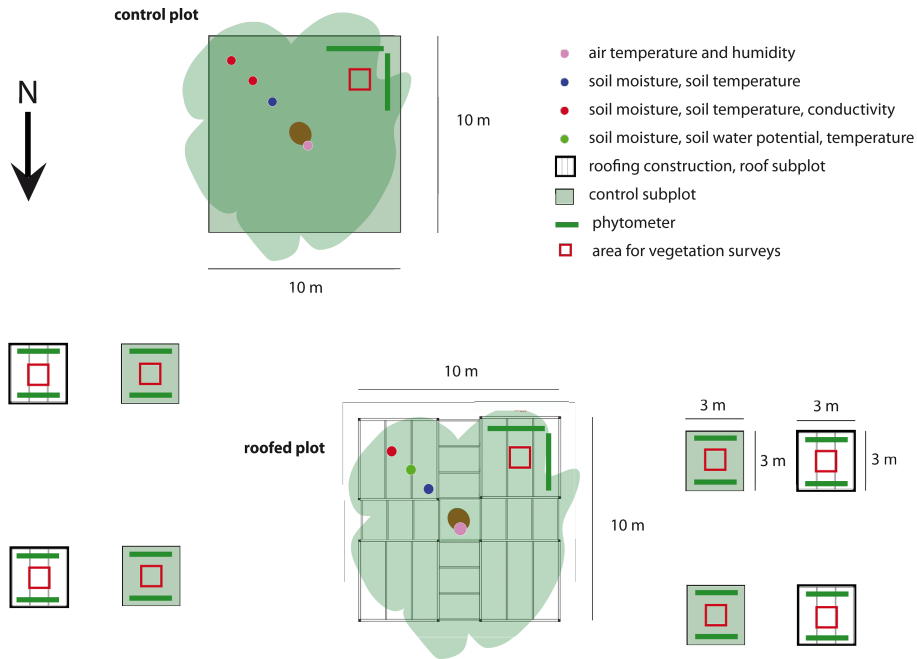 control plot
N
10 m
10 m
air temperature and humidity
soil moisture, soil temperature
soil moisture, soil temperature, conductivity
soil moisture, soil water potential, temperature
roofing construction, roof subplot
control subplot
phytometer
area for vegetation surveys
10 m
roofed plot
10 m
3 m
3 m
3 m
3 m